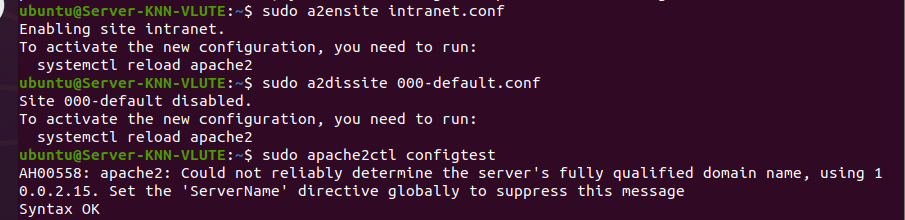 ubuntu@Server-KNN-VLUTE:~$ sudo a2ensite intranet.conf
Enabling site intranet.
To activate the new configuration, you need to run:
  systemctl reload apache2
ubuntu@Server-KNN-VLUTE:~$ sudo a2dissite 000-default.conf
Site 000-default disabled.
To activate the new configuration, you need to run:
  systemctl reload apache2
ubuntu@Server-KNN-VLUTE:~$ sudo apache2ctl configtest
AH00558: apache2: Could not reliably determine the server's fully qualified domain name, using 1
0.0.2.15. Set the 'ServerName' directive globally to suppress this message
Syntax OK